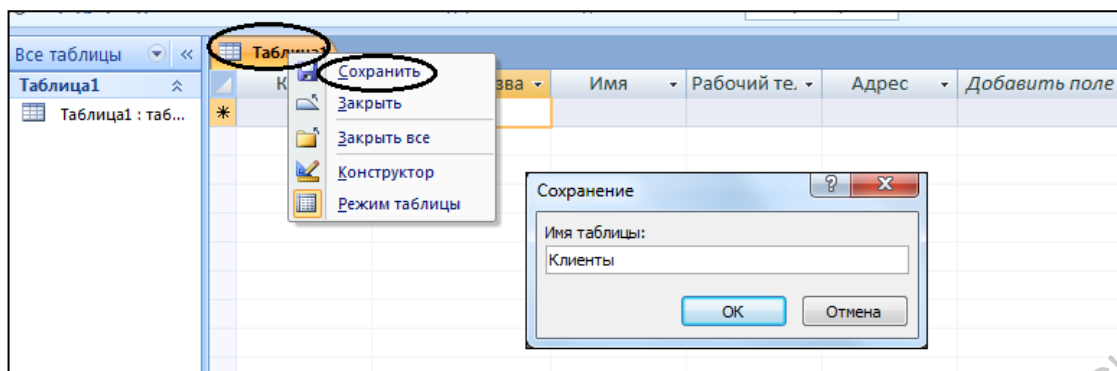 Все таблицы
Таблица1
Таблица1 : таб...
Таблица1
К
зва
Имя
Рабочий те.
Адрес
Добавить поле
Сохранить
Закрыть
Закрыть все
Конструктор
Режим таблицы
Сохранение
Имя таблицы:
Клиенты
ОК
Отмена